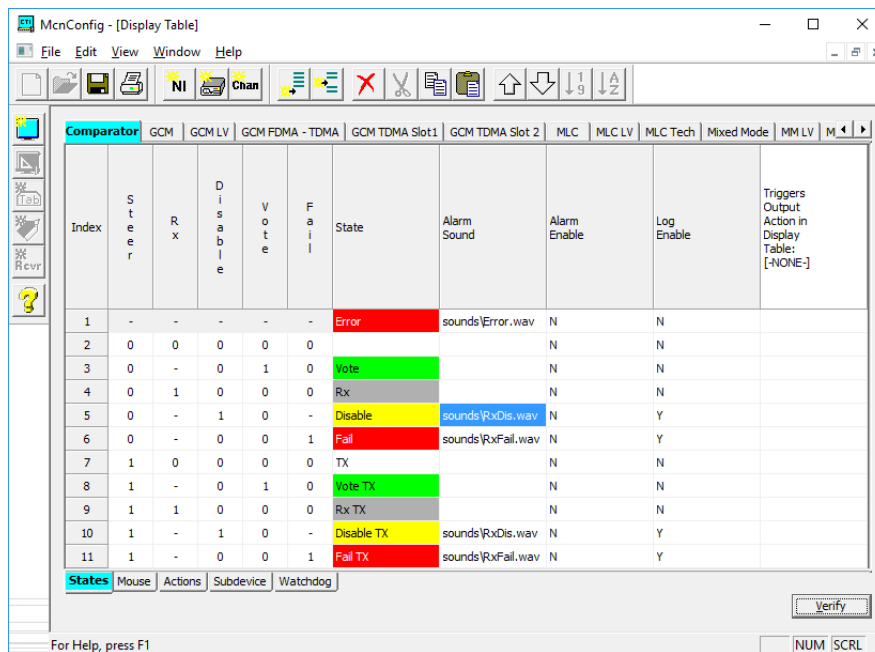 CTI McnConfig - [Display Table]
File Edit View Window Help
NI Chan 1 9 A Z
Comparator GCM GCM LV GCM FDMA - TDMA GCM TDMA Slot1 GCM TDMA Slot 2 MLC MLC LV MLC Tech Mixed Mode MM LV M
Tab
Rcvr
Index Steer Rx Disable Vote Fail State Alarm Sound Alarm Enable Log Enable Triggers Output Action in Display Table: [-NONE-]
1 - - - - - Error sounds\Error.wav N N
2 0 0 0 0 0 N N
3 0 - 0 1 0 Vote N N
4 0 1 0 0 0 Rx N N
5 0 - 1 0 - Disable sounds\RxDis.wav N Y
6 0 - 0 0 1 Fail sounds\RxFail.wav N Y
7 1 0 0 0 0 TX N N
8 1 - 0 1 0 Vote TX N N
9 1 1 0 0 0 Rx TX N N
10 1 - 1 0 - Disable TX sounds\RxDis.wav N Y
11 1 - 0 0 1 Fail TX sounds\RxFail.wav N Y
States Mouse Actions Subdevice Watchdog
Verify
For Help, press F1 NUM SCRL